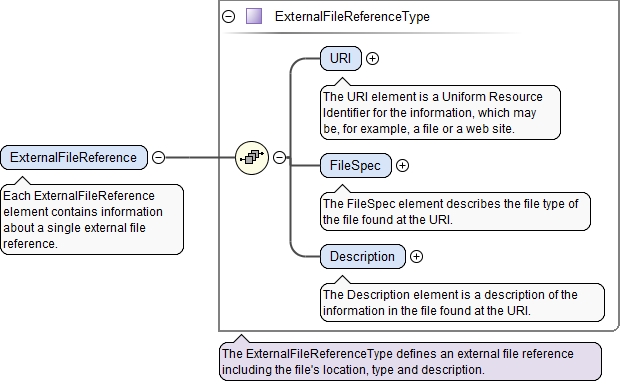 ExternalFileReferenceType
URI
The URI element is a Uniform Resource
Identifier for the information, which may
be, for example, a file or a web site.
ExternalFileReference
Each ExternalFileReference
element contains information
about a single external file
reference.
FileSpec
The FileSpec element describes the file type of
the file found at the URI.
Description
The Description element is a description of the
information in the file found at the URI.
The ExternalFileReferenceType defines an external file reference
including the file's location, type and description.